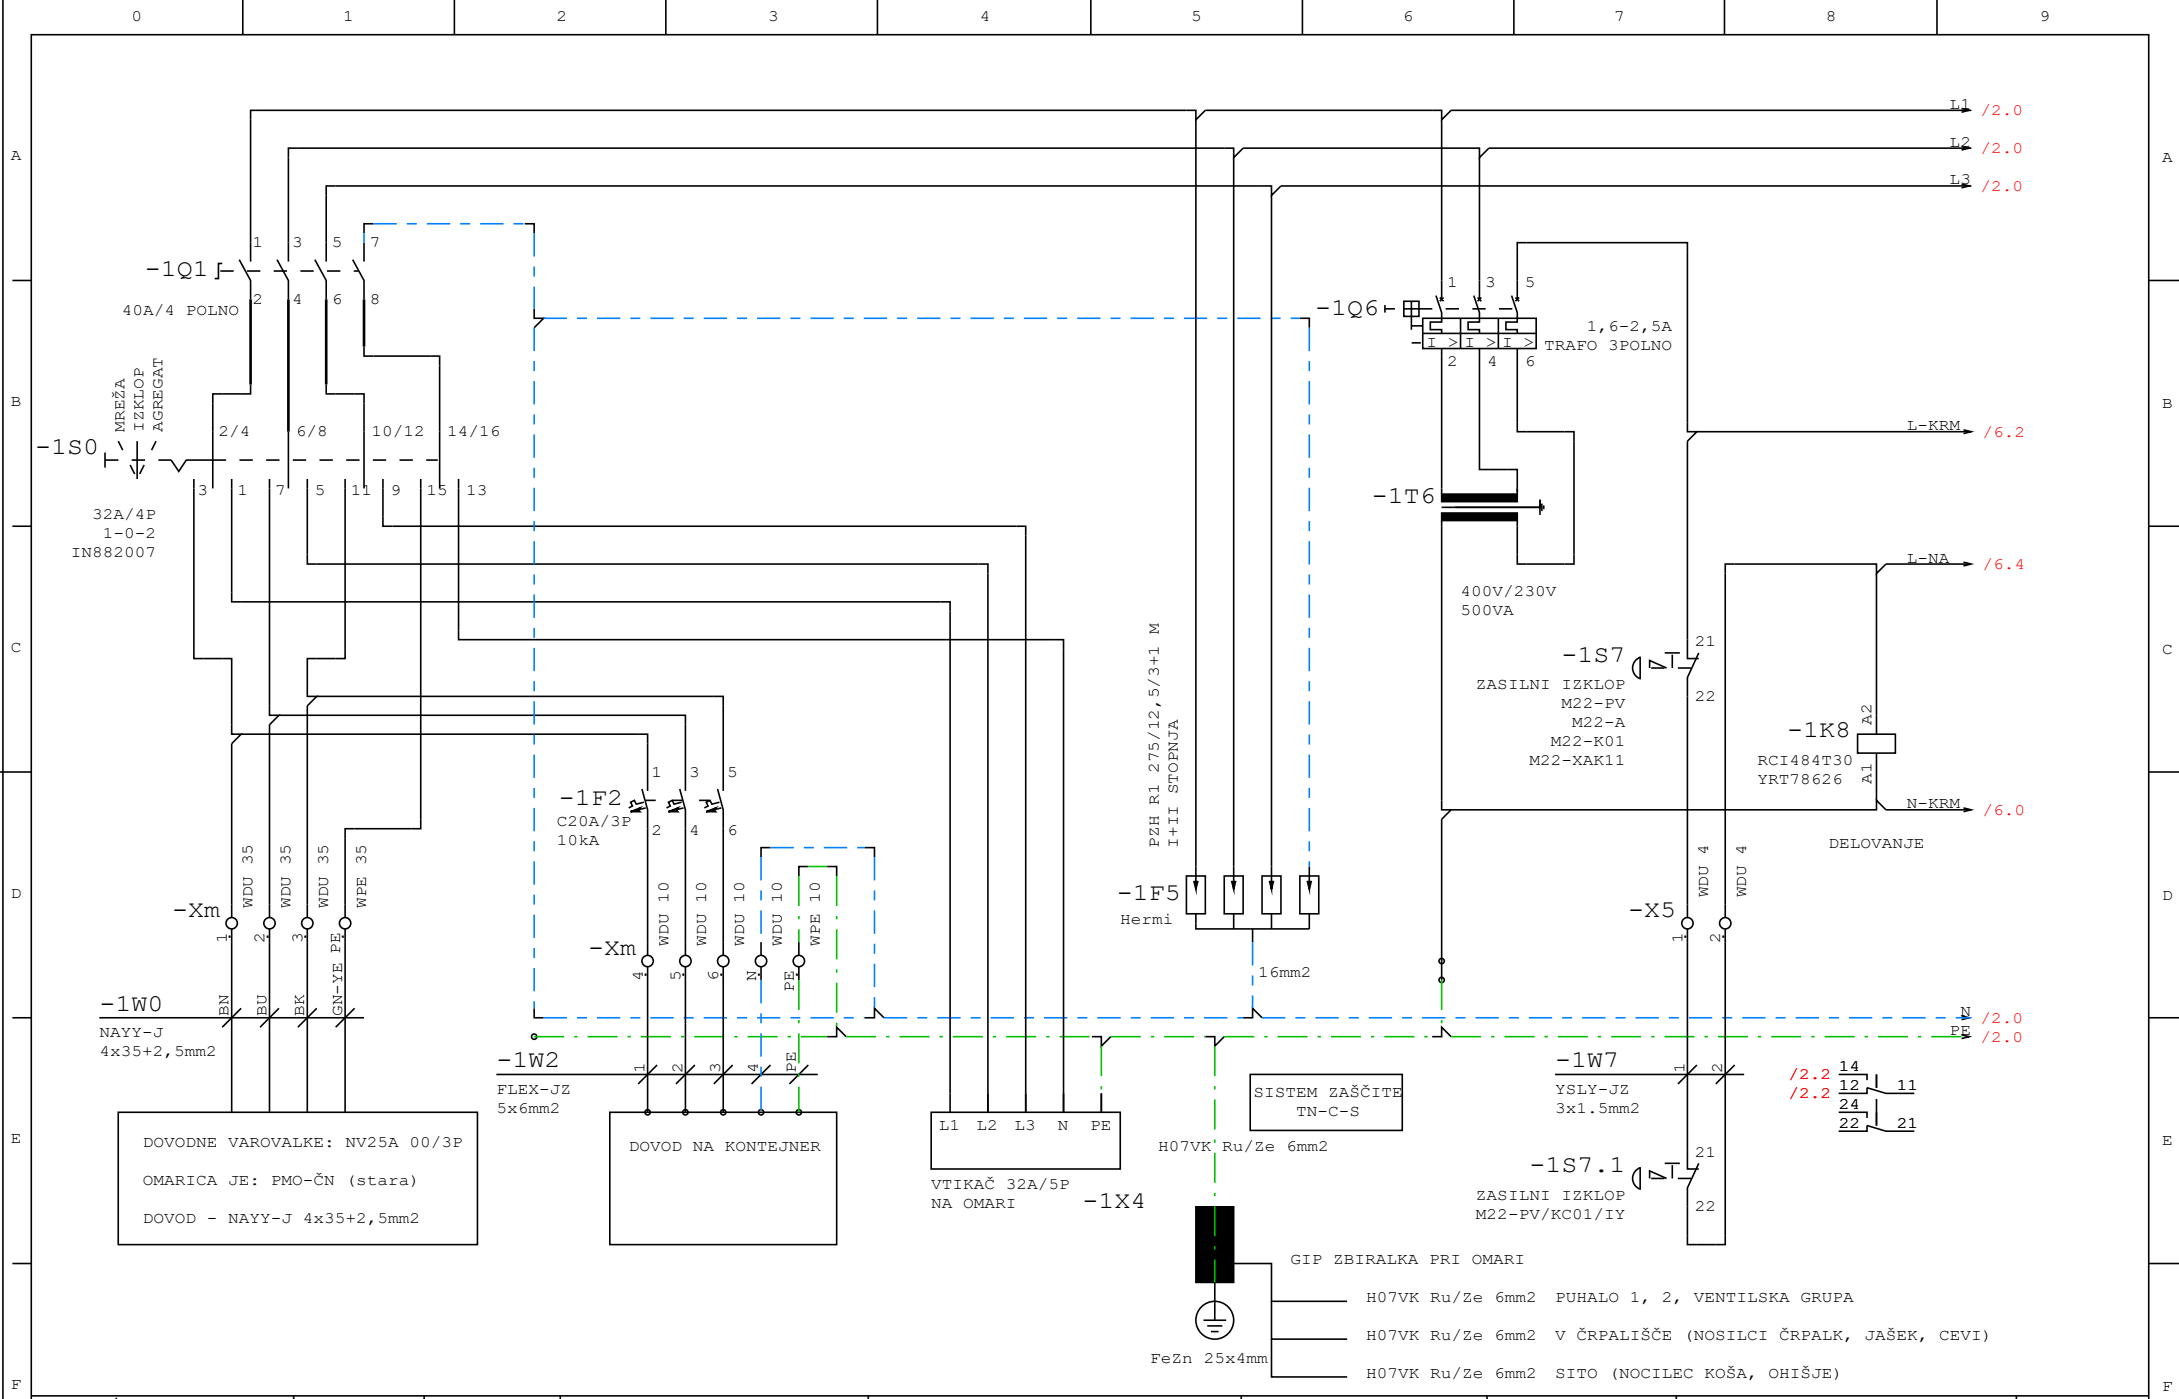 0 1 2 3 4 5 6 7 8 9
A A
B B
C C
D D
E E
F F
L1 /2.0
L2 /2.0
L3 /2.0
1 3 5 7
-1Q1
2 4 6 8
40A/4 POLNO
MREŽA
IZKLOP
AGREGAT
-1S0
2/4 6/8 10/12 14/16
3 1 7 5 11 9 15 13
32A/4P
1-0-2
IN882007
1 3 5
-1Q6
I > I > I >
2 4 6
1,6-2,5A
TRAFO 3POLNO
L-KRM /6.2
-1T6
400V/230V
500VA
L-NA /6.4
-1S7
21
22
ZASILNI IZKLOP
M22-PV
M22-A
M22-K01
M22-XAK11
-1K8
A2
A1
RCI484T30
YRT78626
N-KRM /6.0
DELOVANJE
PZH R1 275/12,5/3+1 M
I+II STOPNJA
-1F5
Hermi
16mm2
-1F2
C20A/3P
10kA
1 3 5
2 4 6
WDU 35 WDU 35 WDU 35 WPE 35
-Xm
1 2 3 PE
WDU 10 WDU 10 WDU 10 WDU 10 WPE 10
-Xm
4 5 6 N PE
WDU 4 WDU 4
-X5
1 2
-1W0
NAYY-J
4x35+2,5mm2
BN BU BK GN-YE
N /2.0
PE /2.0
-1W2
FLEX-JZ
5x6mm2
1 2 3 4 PE
-1W7
YSLY-JZ
3x1.5mm2
1 2
/2.2 14
/2.2 12 11
24
22 21
DOVODNE VAROVALKE: NV25A 00/3P
OMARICA JE: PMO-ČN (stara)
DOVOD - NAYY-J 4x35+2,5mm2
DOVOD NA KONTEJNER
L1 L2 L3 N PE
VTIKAČ 32A/5P
NA OMARI
-1X4
SISTEM ZAŠČITE
TN-C-S
H07VK Ru/Ze 6mm2
-1S7.1
21
22
ZASILNI IZKLOP
M22-PV/KC01/IY
GIP ZBIRALKA PRI OMARI
H07VK Ru/Ze 6mm2 PUHALO 1, 2, VENTILSKA GRUPA
H07VK Ru/Ze 6mm2 V ČRPALIŠČE (NOSILCI ČRPALK, JAŠEK, CEVI)
FeZn 25x4mm
H07VK Ru/Ze 6mm2 SITO (NOCILEC KOŠA, OHIŠJE)